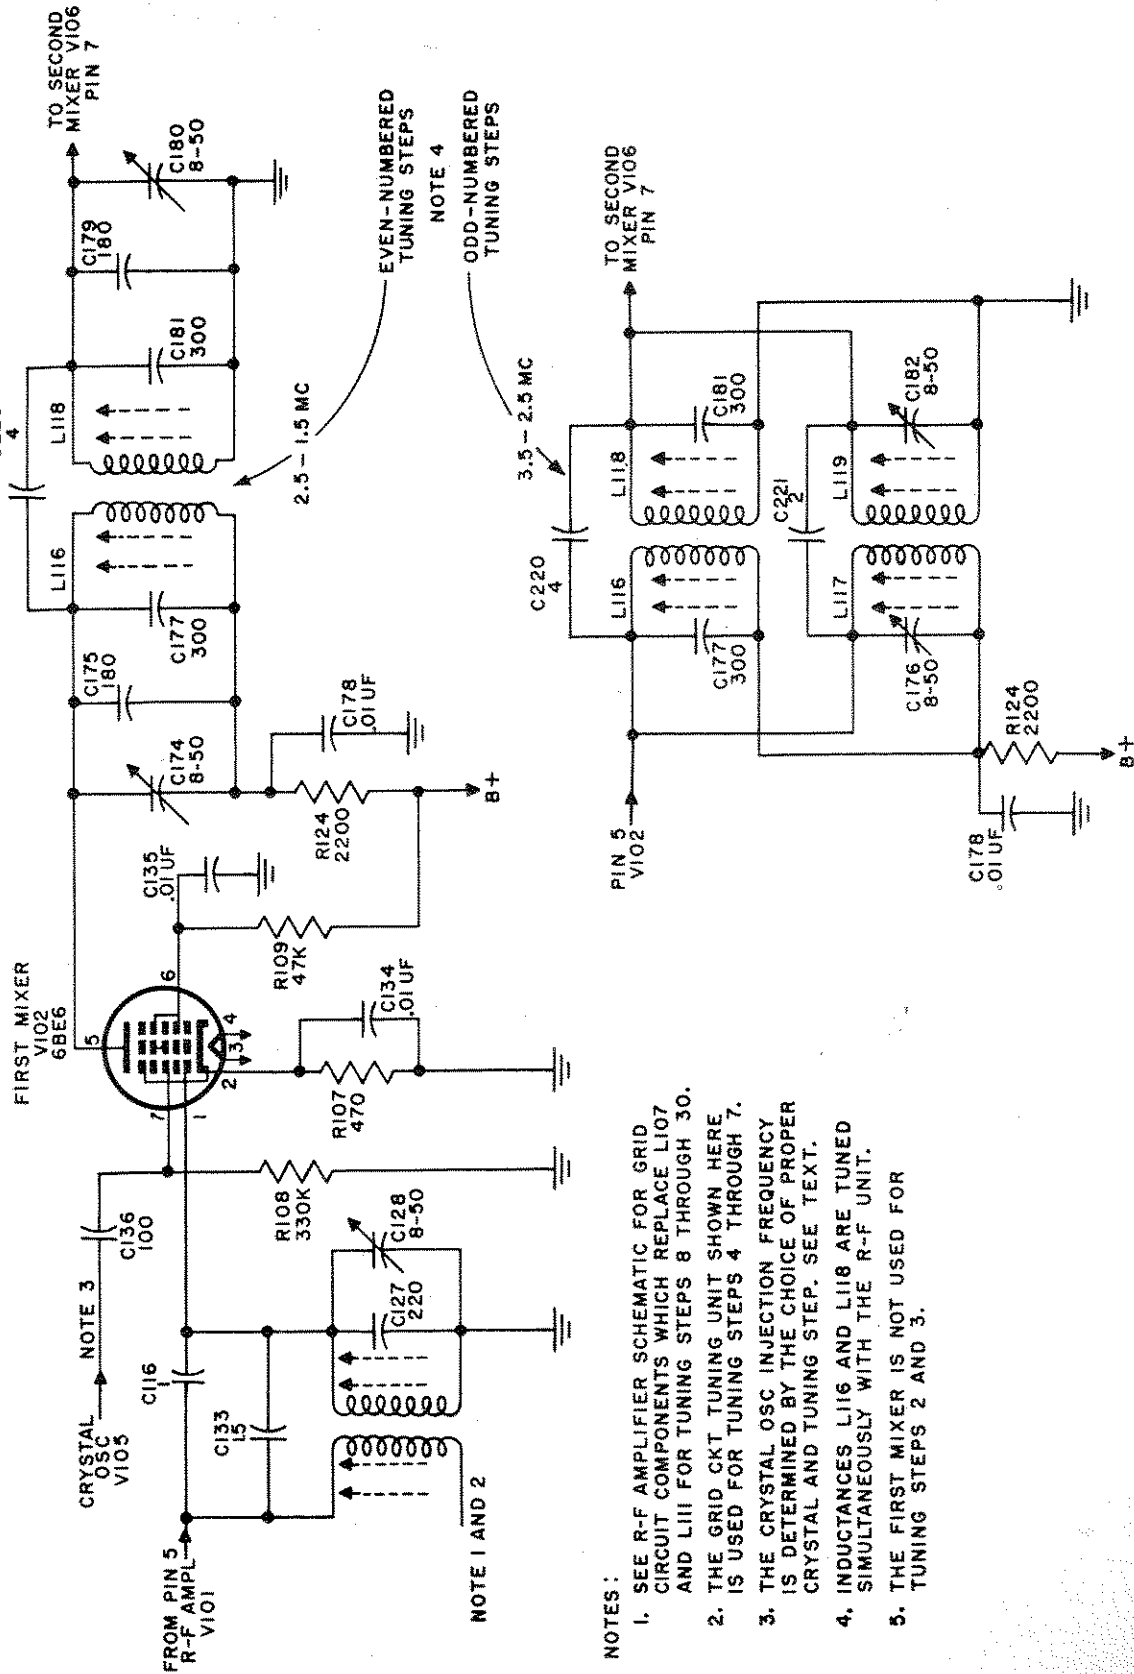 FIRST MIXER
V102
6BE6
5
6
7
1
2
3
4
CRYSTAL
OSC
V105
NOTE 3
C136
100
C116
1
FROM PIN 5
R-F AMPL
V101
C133
1.5
C127
220
C128
8-50
R108
330K
NOTE 1 AND 2
R107
470
C134
.01 UF
R109
47K
C135
.01 UF
R124
2200
C178
.01 UF
B+
C174
8-50
C175
180
C177
300
L116
4
L118
C181
300
C179
180
C180
8-50
TO SECOND
MIXER V106
PIN 7
2.5 – 1.5 MC
EVEN-NUMBERED
TUNING STEPS
NOTE 4
ODD-NUMBERED
TUNING STEPS
3.5 – 2.5 MC
PIN 5
V102
C220
4
L116
L118
C177
300
C181
300
C221
2
L117
L119
C176
8-50
C182
8-50
TO SECOND
MIXER V106
PIN 7
C178
.01 UF
R124
2200
B+
NOTES:
1. SEE R-F AMPLIFIER SCHEMATIC FOR GRID
CIRCUIT COMPONENTS WHICH REPLACE L107
AND L111 FOR TUNING STEPS 8 THROUGH 30.
2. THE GRID CKT TUNING UNIT SHOWN HERE
IS USED FOR TUNING STEPS 4 THROUGH 7.
3. THE CRYSTAL OSC INJECTION FREQUENCY
IS DETERMINED BY THE CHOICE OF PROPER
CRYSTAL AND TUNING STEP. SEE TEXT.
4. INDUCTANCES L116 AND L118 ARE TUNED
SIMULTANEOUSLY WITH THE R-F UNIT.
5. THE FIRST MIXER IS NOT USED FOR
TUNING STEPS 2 AND 3.